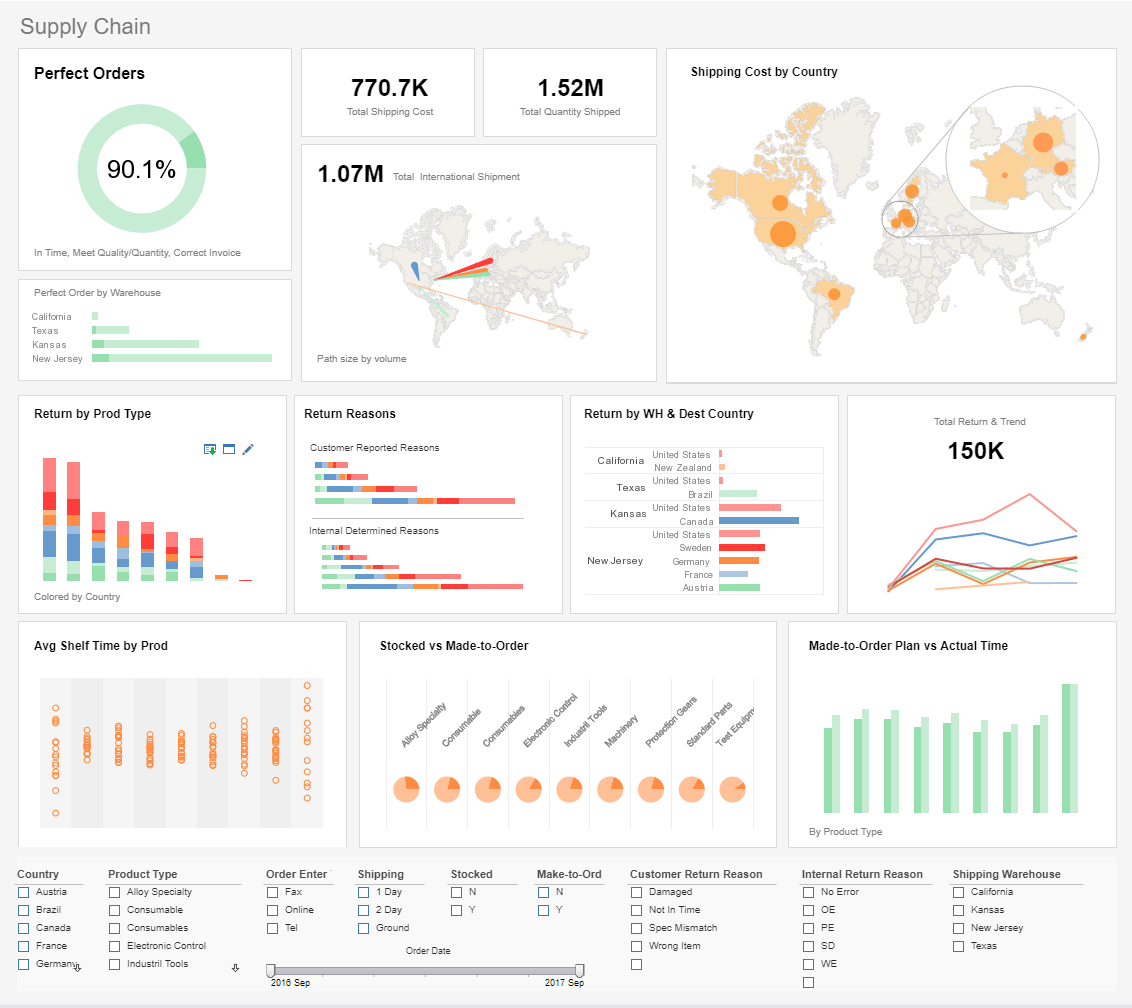 Supply Chain
Perfect Orders
90.1%
In Time, Meet Quality/Quantity, Correct Invoice
770.7K
Total Shipping Cost
1.52M
Total Quantity Shipped
1.07M Total International Shipment
Path size by volume
Shipping Cost by Country
Perfect Order by Warehouse
California
Texas
Kansas
New Jersey
Return by Prod Type
Colored by Country
Return Reasons
Customer Reported Reasons
Internal Determined Reasons
Return by WH & Dest Country
California
United States
New Zealand
Texas
United States
Brazil
Kansas
United States
Canada
New Jersey
United States
Sweden
Germany
France
Austria
Total Return & Trend
150K
Avg Shelf Time by Prod
Stocked vs Made-to-Order
Alloy Specialty
Consumable
Consumables
Electronic Control
Industril Tools
Machinery
Protection Gears
Standard Parts
Test Equipm
Made-to-Order Plan vs Actual Time
By Product Type
Country
Austria
Brazil
Canada
France
Germany
Product Type
Alloy Specialty
Consumable
Consumables
Electronic Control
Industril Tools
Order Enter
Fax
Online
Tel
Shipping
1 Day
2 Day
Ground
Stocked
N
Y
Make-to-Ord
N
Y
Order Date
2016 Sep
2017 Sep
Customer Return Reason
Damaged
Not In Time
Spec Mismatch
Wrong Item
Internal Return Reason
No Error
OE
PE
SD
WE
Shipping Warehouse
California
Kansas
New Jersey
Texas